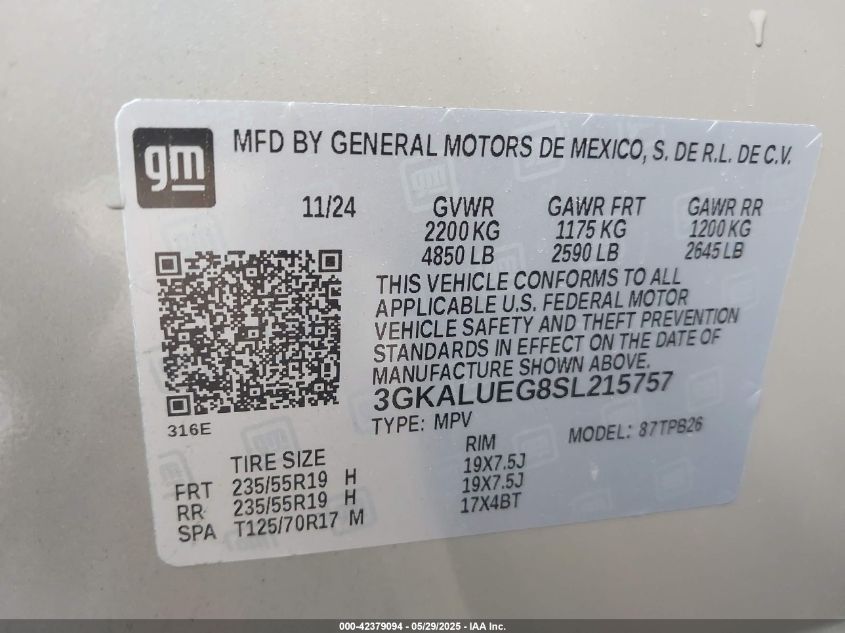 gm
MFD BY GENERAL MOTORS DE MEXICO, S. DE R.L. DE C.V.
11/24 GVWR GAWR FRT GAWR RR
2200 KG 1175 KG 1200 KG
4850 LB 2590 LB 2645 LB
THIS VEHICLE CONFORMS TO ALL
APPLICABLE U.S. FEDERAL MOTOR
VEHICLE SAFETY AND THEFT PREVENTION
STANDARDS IN EFFECT ON THE DATE OF
MANUFACTURE SHOWN ABOVE.
3GKALUEG8SL215757
316E
TYPE: MPV MODEL: 87TPB26
TIRE SIZE RIM
FRT 235/55R19 H 19X7.5J
RR 235/55R19 H 19X7.5J
SPA T125/70R17 M 17X4BT
000-42379094 - 05/29/2025 - IAA Inc.